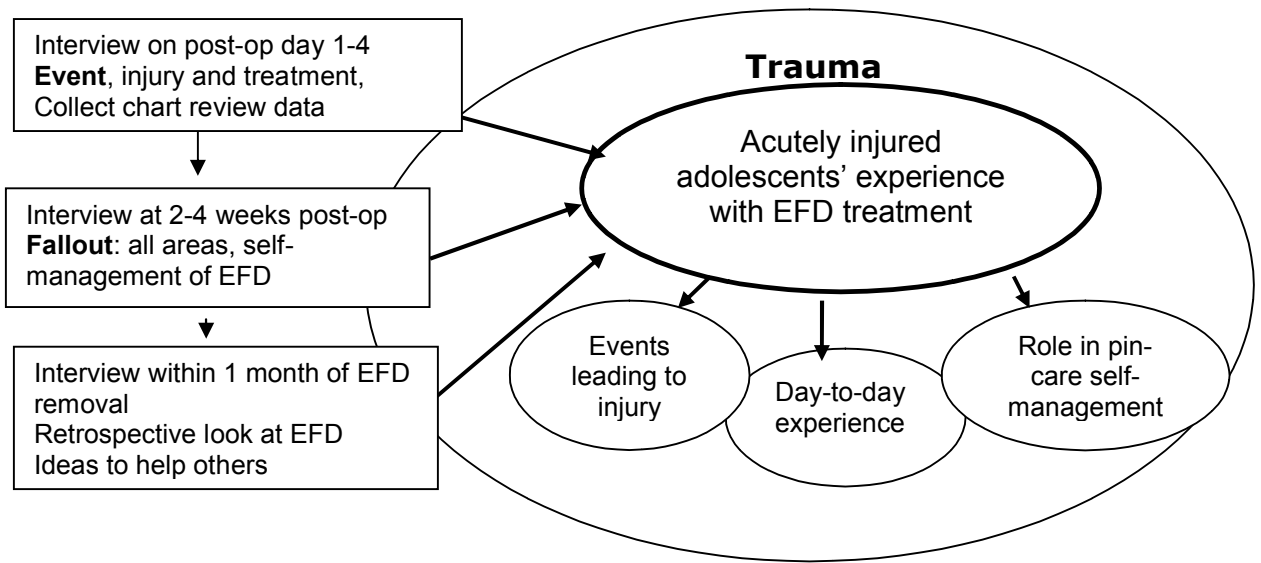 Interview on post-op day 1-4
Event, injury and treatment,
Collect chart review data
Interview at 2-4 weeks post-op
Fallout: all areas, self-
management of EFD
Interview within 1 month of EFD
removal
Retrospective look at EFD
Ideas to help others
Trauma
Acutely injured
adolescents’ experience
with EFD treatment
Events
leading to
injury
Day-to-day
experience
Role in pin-
care self-
management